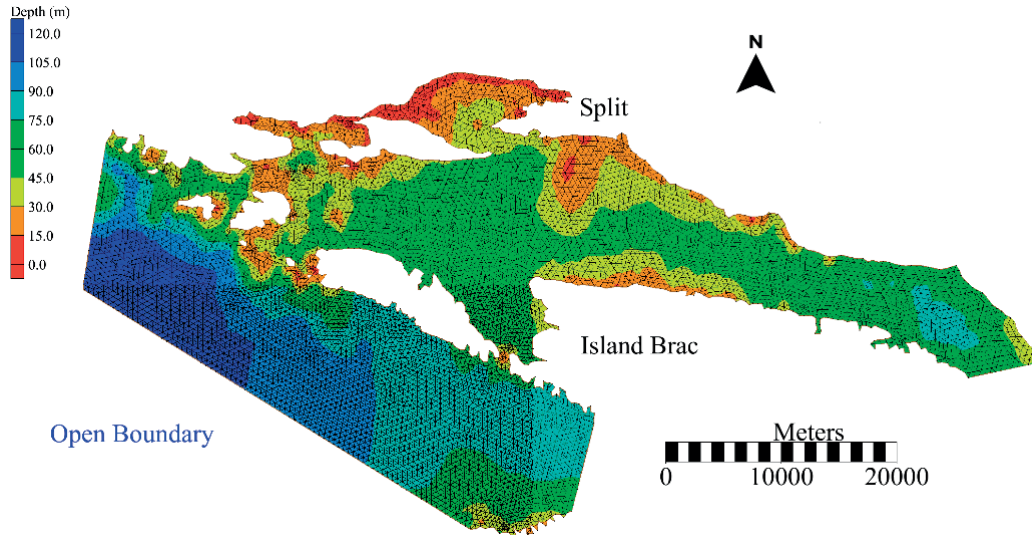 Depth (m)
120.0
105.0
90.0
75.0
60.0
45.0
30.0
15.0
0.0
N
Split
Island Brac
Open Boundary
Meters
0 10000 20000